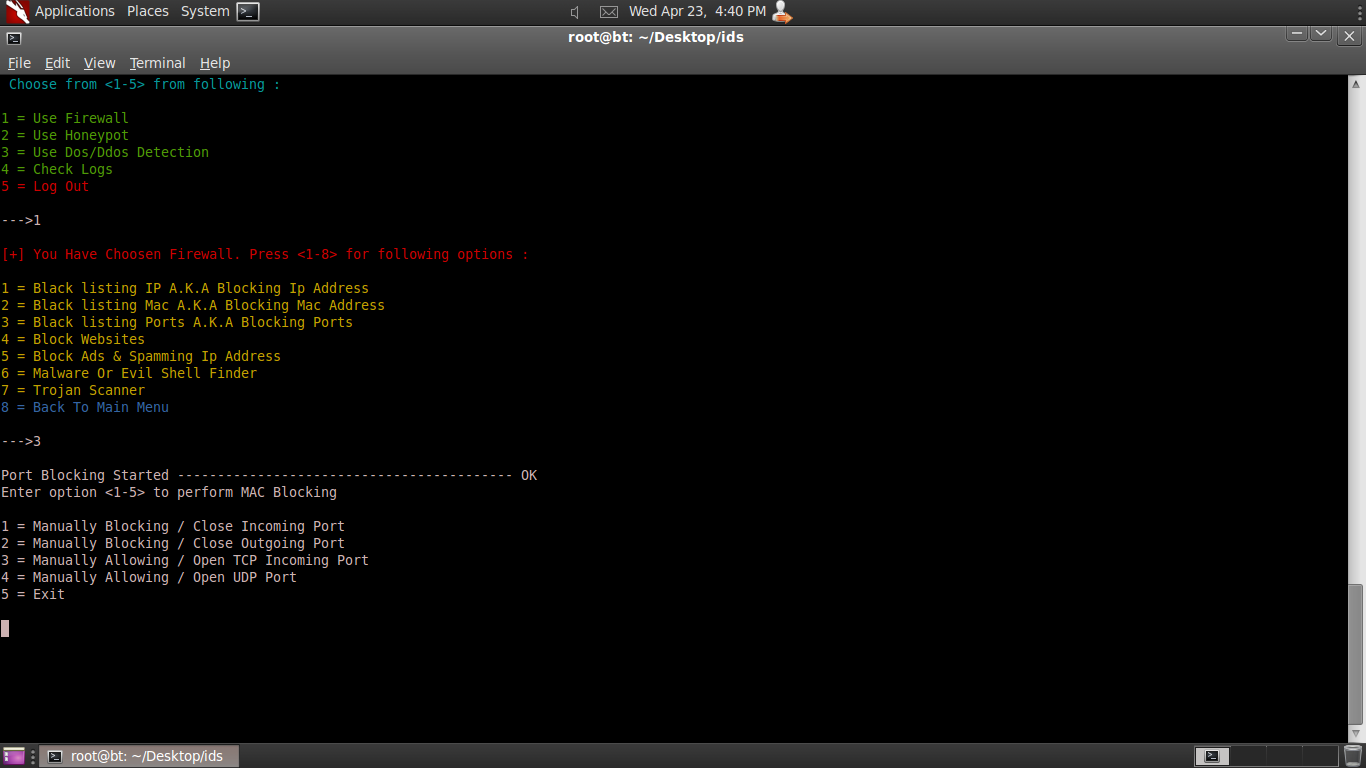 Applications Places System Wed Apr 23, 4:40 PM
root@bt: ~/Desktop/ids
File Edit View Terminal Help
Choose from <1-5> from following :
1 = Use Firewall
2 = Use Honeypot
3 = Use Dos/Ddos Detection
4 = Check Logs
5 = Log Out
--->1
[+] You Have Choosen Firewall. Press <1-8> for following options :
1 = Black listing IP A.K.A Blocking Ip Address
2 = Black listing Mac A.K.A Blocking Mac Address
3 = Black listing Ports A.K.A Blocking Ports
4 = Block Websites
5 = Block Ads & Spamming Ip Address
6 = Malware Or Evil Shell Finder
7 = Trojan Scanner
8 = Back To Main Menu
--->3
Port Blocking Started ------------------------------------------ OK
Enter option <1-5> to perform MAC Blocking
1 = Manually Blocking / Close Incoming Port
2 = Manually Blocking / Close Outgoing Port
3 = Manually Allowing / Open TCP Incoming Port
4 = Manually Allowing / Open UDP Port
5 = Exit
root@bt: ~/Desktop/ids